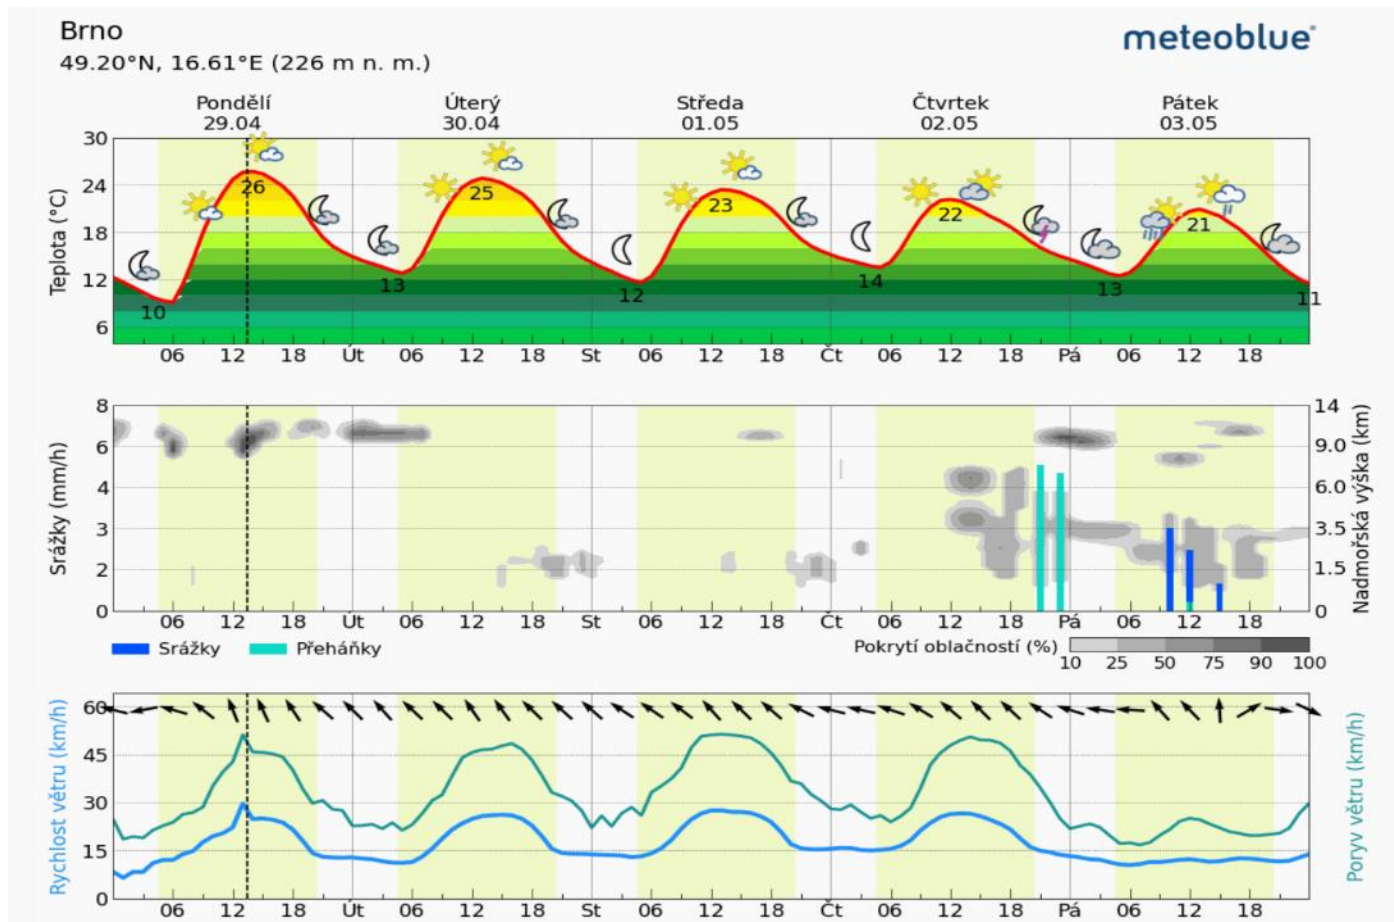 Brno
meteoblue
49.20°N, 16.61°E (226 m n. m.)
Pondělí Úterý Středa Čtvrtek Pátek
29.04 30.04 01.05 02.05 03.05
Teplota (°C)
30
24
18
12
6
26 25 23 22 21
10 13 12 14 13 11
06 12 18 Út 06 12 18 St 06 12 18 Čt 06 12 18 Pá 06 12 18
Srážky (mm/h)
8
6
4
3
2
0
Nadmořská výška (km)
14
9.0
6.0
3.5
1.5
0
06 12 18 Út 06 12 18 St 06 12 18 Čt 06 12 18 Pá 06 12 18
Srážky Přeháňky Pokrytí oblačností (%)
10 25 50 75 90 100
Rychlost větru (km/h)
60
45
30
15
0
Poryv větru (km/h)
06 12 18 Út 06 12 18 St 06 12 18 Čt 06 12 18 Pá 06 12 18